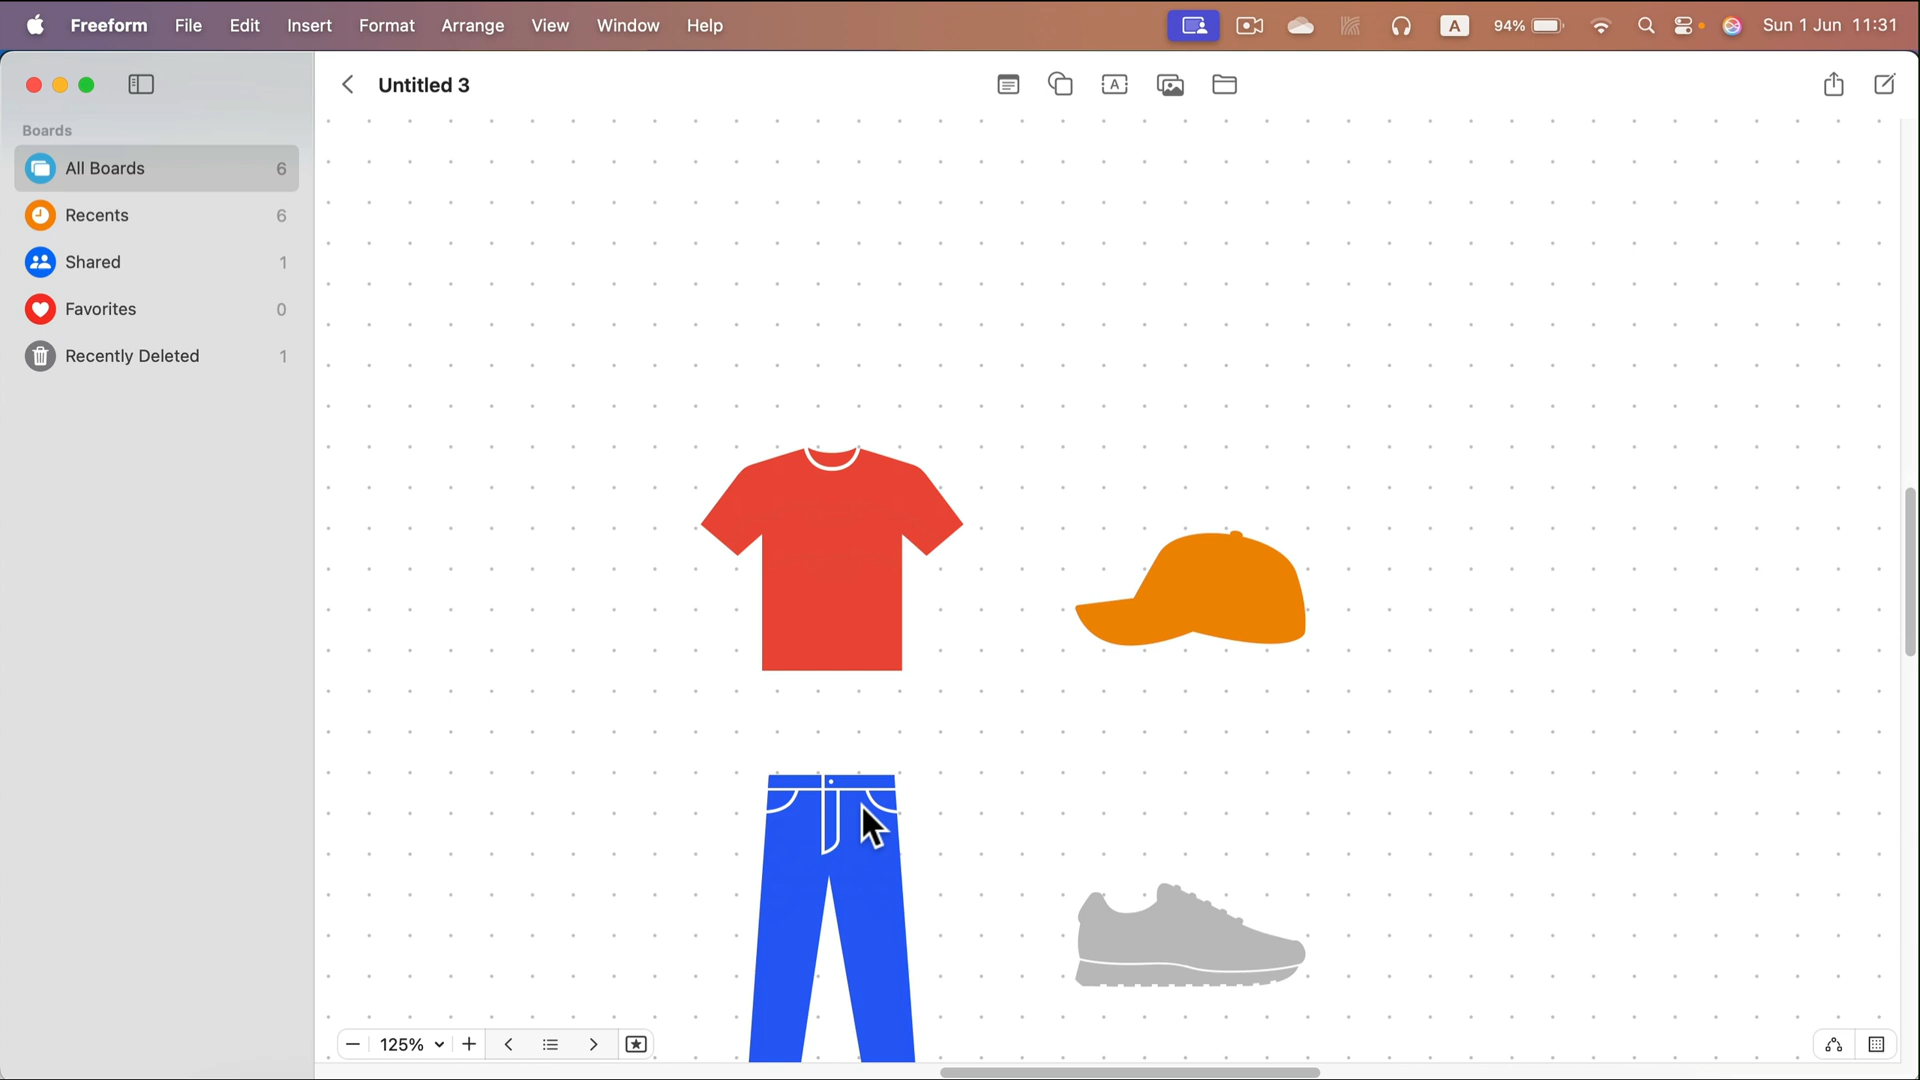 Freeform File Edit Insert Format Arrange View Window Help A 94% Sun 1 Jun 11:31
Untitled 3 A
Boards
All Boards 6
Recents 6
Shared 1
Favorites 0
Recently Deleted 1
125%